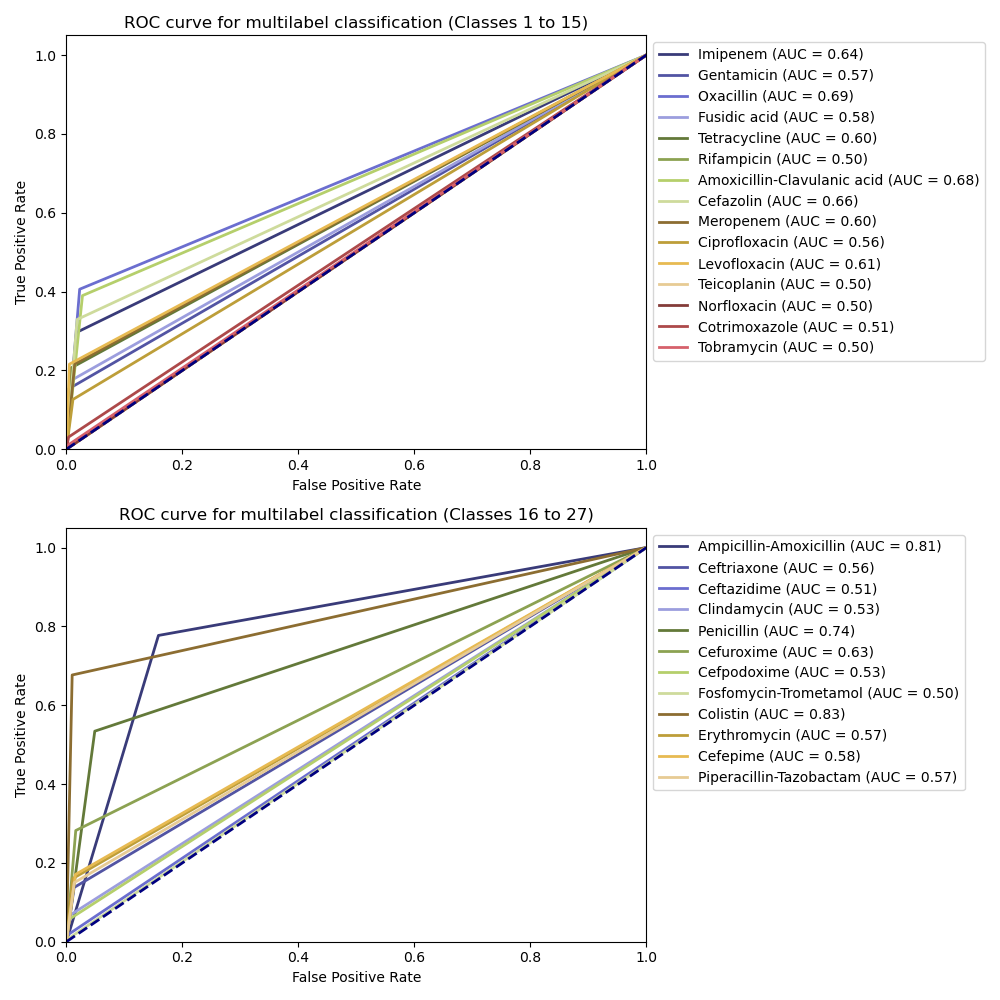 ROC curve for multilabel classification (Classes 1 to 15)
True Positive Rate
1.0
0.8
0.6
0.4
0.2
0.0
0.0 0.2 0.4 0.6 0.8 1.0
False Positive Rate
Imipenem (AUC = 0.64)
Gentamicin (AUC = 0.57)
Oxacillin (AUC = 0.69)
Fusidic acid (AUC = 0.58)
Tetracycline (AUC = 0.60)
Rifampicin (AUC = 0.50)
Amoxicillin-Clavulanic acid (AUC = 0.68)
Cefazolin (AUC = 0.66)
Meropenem (AUC = 0.60)
Ciprofloxacin (AUC = 0.56)
Levofloxacin (AUC = 0.61)
Teicoplanin (AUC = 0.50)
Norfloxacin (AUC = 0.50)
Cotrimoxazole (AUC = 0.51)
Tobramycin (AUC = 0.50)
ROC curve for multilabel classification (Classes 16 to 27)
True Positive Rate
1.0
0.8
0.6
0.4
0.2
0.0
0.0 0.2 0.4 0.6 0.8 1.0
False Positive Rate
Ampicillin-Amoxicillin (AUC = 0.81)
Ceftriaxone (AUC = 0.56)
Ceftazidime (AUC = 0.51)
Clindamycin (AUC = 0.53)
Penicillin (AUC = 0.74)
Cefuroxime (AUC = 0.63)
Cefpodoxime (AUC = 0.53)
Fosfomycin-Trometamol (AUC = 0.50)
Colistin (AUC = 0.83)
Erythromycin (AUC = 0.57)
Cefepime (AUC = 0.58)
Piperacillin-Tazobactam (AUC = 0.57)